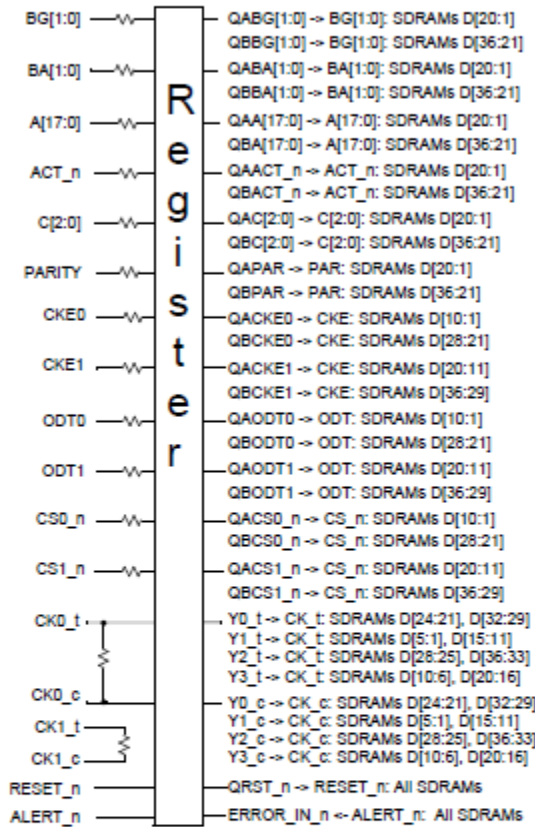 BG[1:0]
QABG[1:0] -> BG[1:0]: SDRAMs D[20:1]
QBBG[1:0] -> BG[1:0]: SDRAMs D[36:21]
BA[1:0]
QABA[1:0] -> BA[1:0]: SDRAMs D[20:1]
QBBA[1:0] -> BA[1:0]: SDRAMs D[36:21]
A[17:0]
QAA[17:0] -> A[17:0]: SDRAMs D[20:1]
QBA[17:0] -> A[17:0]: SDRAMs D[36:21]
ACT_n
QAACT_n -> ACT_n: SDRAMs D[20:1]
QBACT_n -> ACT_n: SDRAMs D[36:21]
C[2:0]
QAC[2:0] -> C[2:0]: SDRAMs D[20:1]
QBC[2:0] -> C[2:0]: SDRAMs D[36:21]
PARITY
QAPAR -> PAR: SDRAMs D[20:1]
QBPAR -> PAR: SDRAMs D[36:21]
CKE0
QACKE0 -> CKE: SDRAMs D[10:1]
QBCKE0 -> CKE: SDRAMs D[28:21]
CKE1
QACKE1 -> CKE: SDRAMs D[20:11]
QBCKE1 -> CKE: SDRAMs D[36:29]
ODT0
QAODT0 -> ODT: SDRAMs D[10:1]
QBODT0 -> ODT: SDRAMs D[28:21]
ODT1
QAODT1 -> ODT: SDRAMs D[20:11]
QBODT1 -> ODT: SDRAMs D[36:29]
CS0_n
QACS0_n -> CS_n: SDRAMs D[10:1]
QBCS0_n -> CS_n: SDRAMs D[28:21]
CS1_n
QACS1_n -> CS_n: SDRAMs D[20:11]
QBCS1_n -> CS_n: SDRAMs D[36:29]
CK0_t
Y0_t -> CK_t: SDRAMs D[24:21], D[32:29]
Y1_t -> CK_t: SDRAMs D[5:1], D[15:11]
Y2_t -> CK_t: SDRAMs D[28:25], D[36:33]
Y3_t -> CK_t: SDRAMs D[10:6], D[20:16]
CK0_c
Y0_c -> CK_c: SDRAMs D[24:21], D[32:29]
Y1_c -> CK_c: SDRAMs D[5:1], D[15:11]
Y2_c -> CK_c: SDRAMs D[28:25], D[36:33]
Y3_c -> CK_c: SDRAMs D[10:6], D[20:16]
CK1_t
CK1_c
RESET_n
QRST_n -> RESET_n: All SDRAMs
ALERT_n
ERROR_IN_n <- ALERT_n: All SDRAMs
Register